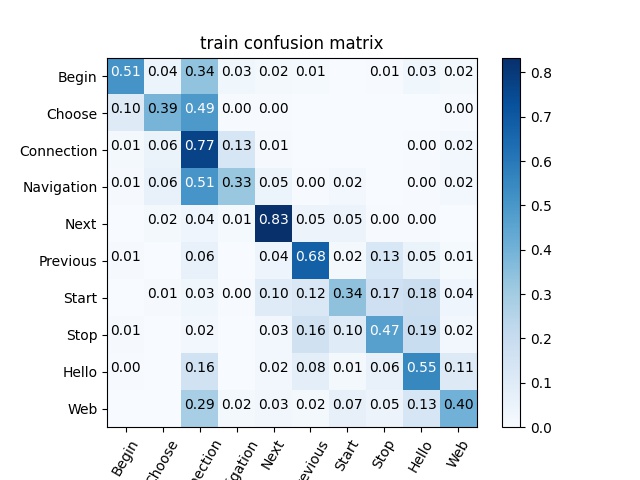 train confusion matrix
Begin 0.51 0.04 0.34 0.03 0.02 0.01 0.01 0.03 0.02
Choose 0.10 0.39 0.49 0.00 0.00 0.00
Connection 0.01 0.06 0.77 0.13 0.01 0.00 0.02
Navigation 0.01 0.06 0.51 0.33 0.05 0.00 0.02 0.00 0.02
Next 0.02 0.04 0.01 0.83 0.05 0.05 0.00 0.00
Previous 0.01 0.06 0.04 0.68 0.02 0.13 0.05 0.01
Start 0.01 0.03 0.00 0.10 0.12 0.34 0.17 0.18 0.04
Stop 0.01 0.02 0.03 0.16 0.10 0.47 0.19 0.02
Hello 0.00 0.16 0.02 0.08 0.01 0.06 0.55 0.11
Web 0.29 0.02 0.03 0.02 0.07 0.05 0.13 0.40
Begin hoose ection igation Next evious Start Stop Hello Web
0.8
0.7
0.6
0.5
0.4
0.3
0.2
0.1
0.0